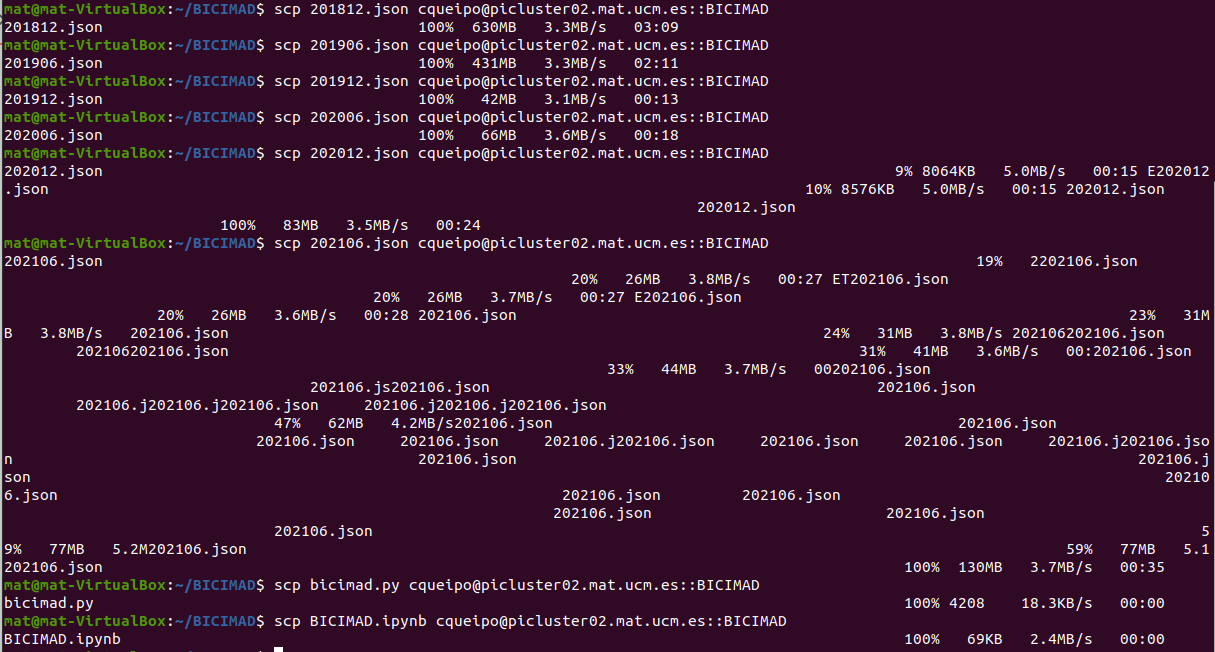 mat@mat-VirtualBox:~/BICIMAD$ scp 201812.json cqueipo@picluster02.mat.ucm.es::BICIMAD
201812.json 100% 630MB 3.3MB/s 03:09
mat@mat-VirtualBox:~/BICIMAD$ scp 201906.json cqueipo@picluster02.mat.ucm.es::BICIMAD
201906.json 100% 431MB 3.3MB/s 02:11
mat@mat-VirtualBox:~/BICIMAD$ scp 201912.json cqueipo@picluster02.mat.ucm.es::BICIMAD
201912.json 100% 42MB 3.1MB/s 00:13
mat@mat-VirtualBox:~/BICIMAD$ scp 202006.json cqueipo@picluster02.mat.ucm.es::BICIMAD
202006.json 100% 66MB 3.6MB/s 00:18
mat@mat-VirtualBox:~/BICIMAD$ scp 202012.json cqueipo@picluster02.mat.ucm.es::BICIMAD
202012.json 9% 8064KB 5.0MB/s 00:15 E202012
.json 10% 8576KB 5.0MB/s 00:15 202012.json
202012.json
100% 83MB 3.5MB/s 00:24
mat@mat-VirtualBox:~/BICIMAD$ scp 202106.json cqueipo@picluster02.mat.ucm.es::BICIMAD
202106.json 19% 2202106.json
20% 26MB 3.8MB/s 00:27 ET202106.json
20% 26MB 3.7MB/s 00:27 E202106.json
20% 26MB 3.6MB/s 00:28 202106.json 23% 31M
B 3.8MB/s 202106.json 24% 31MB 3.8MB/s 202106202106.json
202106202106.json 31% 41MB 3.6MB/s 00:202106.json
33% 44MB 3.7MB/s 00202106.json
202106.js202106.json 202106.json
202106.j202106.j202106.json 202106.j202106.j202106.json
47% 62MB 4.2MB/s202106.json 202106.json
202106.json 202106.json 202106.j202106.json 202106.json 202106.json 202106.j202106.jso
n 202106.json 202106.j
son 20210
6.json 202106.json 202106.json
202106.json 202106.json
202106.json 5
9% 77MB 5.2M202106.json 59% 77MB 5.1
202106.json 100% 130MB 3.7MB/s 00:35
mat@mat-VirtualBox:~/BICIMAD$ scp bicimad.py cqueipo@picluster02.mat.ucm.es::BICIMAD
bicimad.py 100% 4208 18.3KB/s 00:00
mat@mat-VirtualBox:~/BICIMAD$ scp BICIMAD.ipynb cqueipo@picluster02.mat.ucm.es::BICIMAD
BICIMAD.ipynb 100% 69KB 2.4MB/s 00:00
mat@mat-VirtualBox:~/BICIMAD$